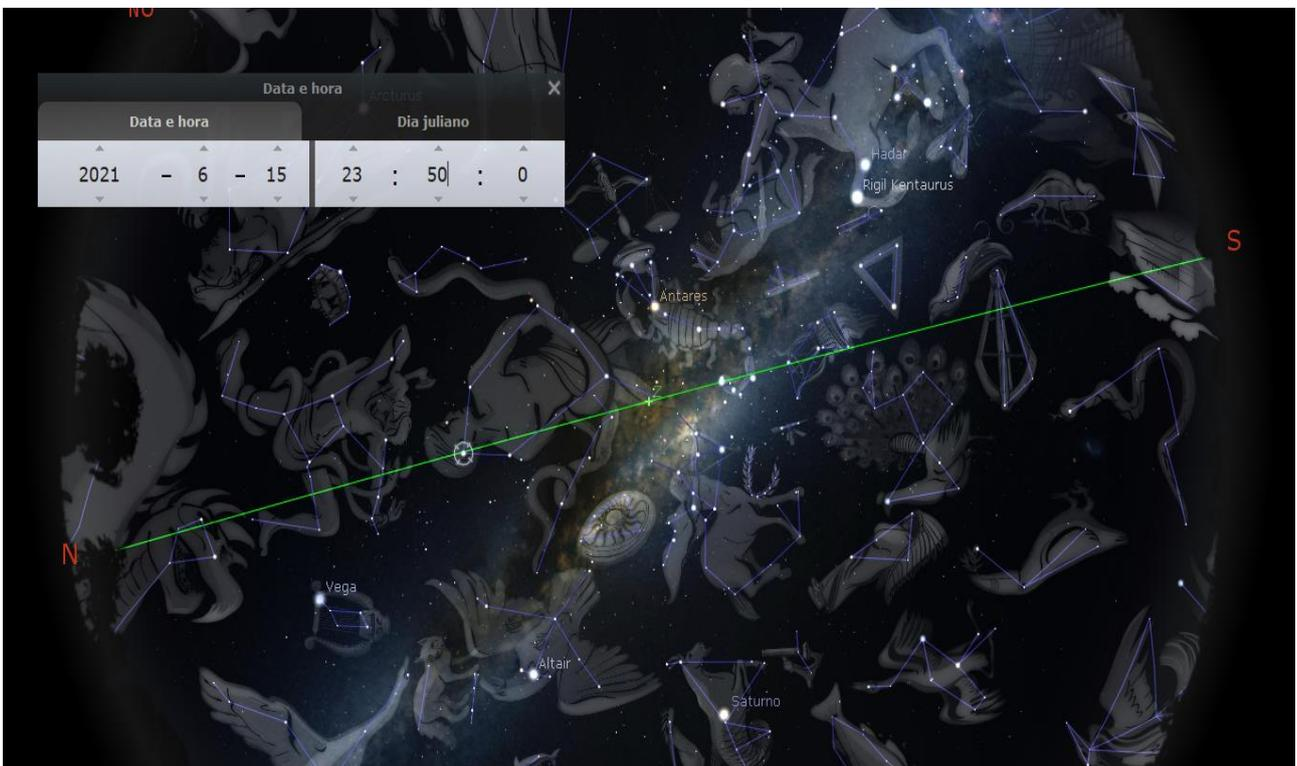 NO
Data e hora ×
Arcturus
Data e hora Dia juliano
2021 – 6 – 15 23 : 50 : 0
Hadar
Rigil Kentaurus
S
Antares
Z
N
Vega
Altair
Saturno